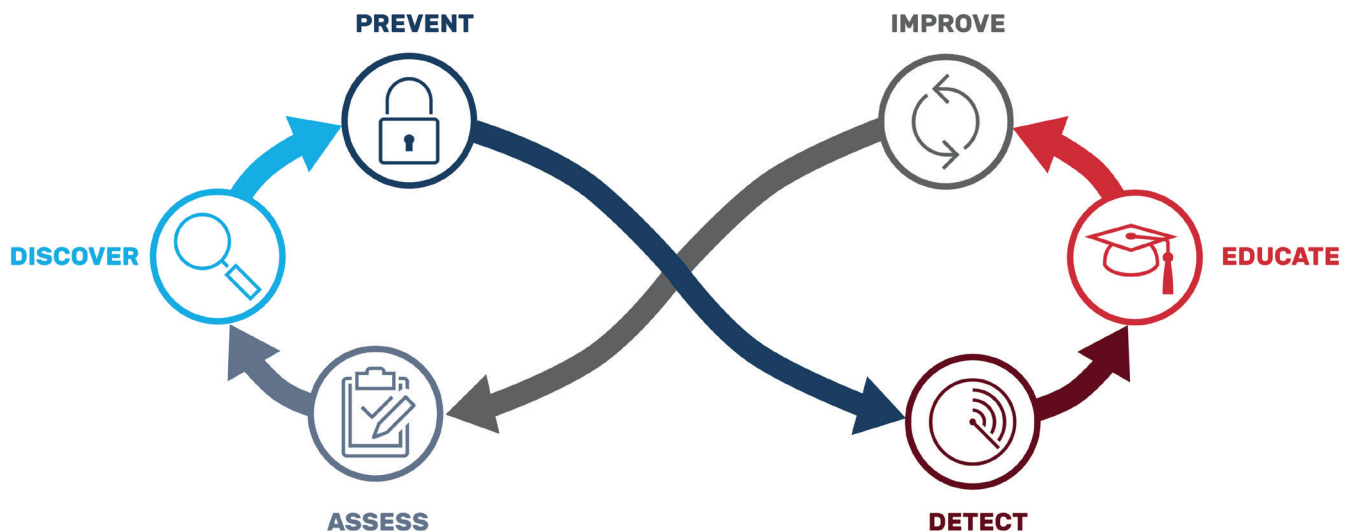 PREVENT
IMPROVE
DISCOVER
EDUCATE
ASSESS
DETECT